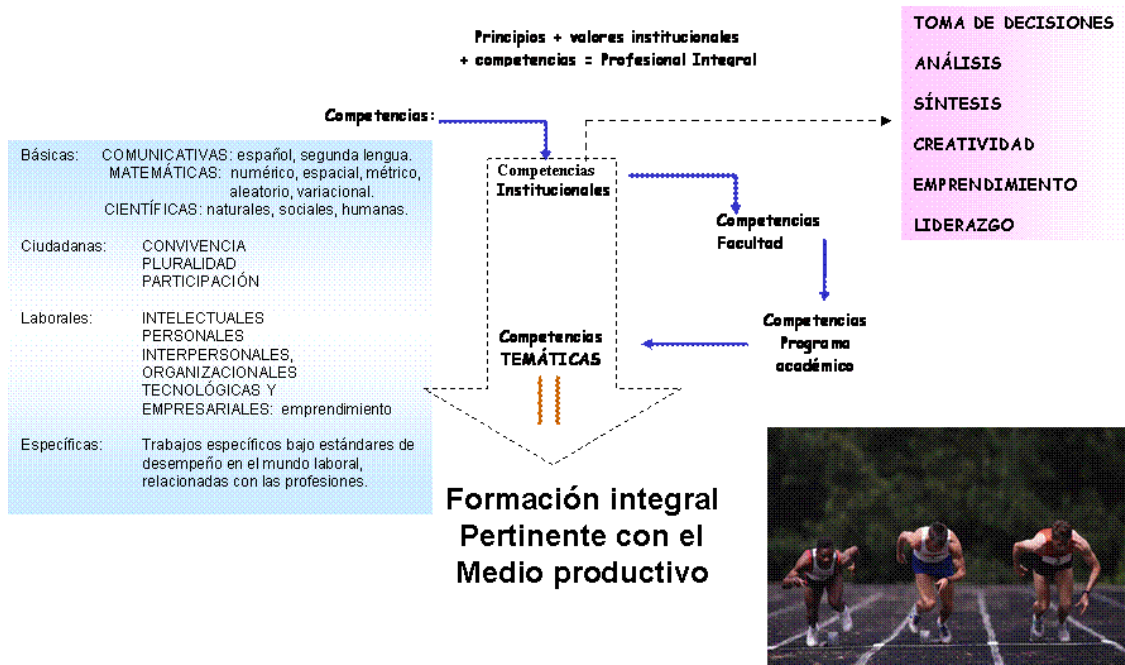 Principios + valores institucionales
+ competencias = Profesional Integral
TOMA DE DECISIONES
ANÁLISIS
SÍNTESIS
CREATIVIDAD
EMPRENDIMIENTO
LIDERAZGO
Competencias:
Básicas: COMUNICATIVAS: español, segunda lengua.
MATEMÁTICAS: numérico, espacial, métrico,
aleatorio, variacional.
CIENTÍFICAS: naturales, sociales, humanas.
Ciudadanas: CONVIVENCIA
PLURALIDAD
PARTICIPACIÓN
Laborales: INTELECTUALES
PERSONALES
INTERPERSONALES,
ORGANIZACIONALES
TECNOLÓGICAS Y
EMPRESARIALES: emprendimiento
Específicas: Trabajos específicos bajo estándares de
desempeño en el mundo laboral,
relacionadas con las profesiones.
Competencias
Institucionales
Competencias
Facultad
Competencias
Programa
académico
Competencias
TEMÁTICAS
Formación integral
Pertinente con el
Medio productivo